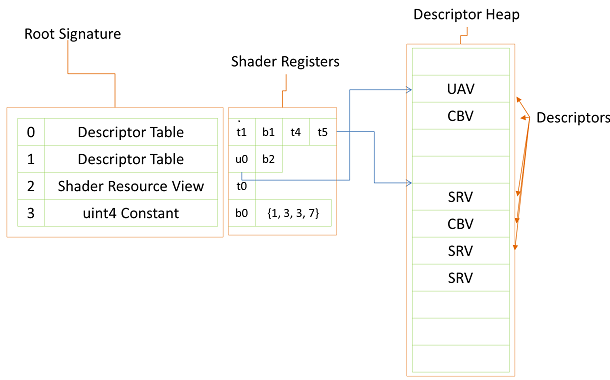 Descriptor Heap
Root Signature
Shader Registers
UAV
CBV
Descriptors
0 Descriptor Table t1 b1 t4 t5
1 Descriptor Table u0 b2
2 Shader Resource View t0
3 uint4 Constant b0 {1, 3, 3, 7}
SRV
CBV
SRV
SRV